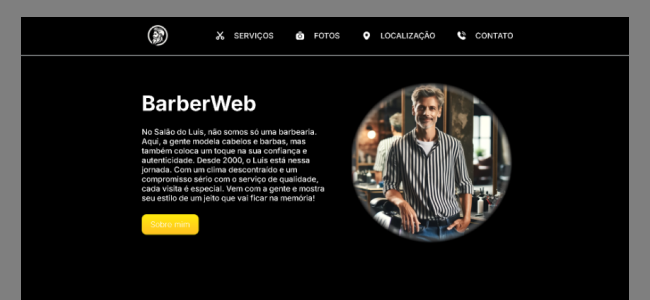 SERVIÇOS FOTOS LOCALIZAÇÃO CONTATO
BarberWeb
No Salão do Luis, não somos só uma barbearia.
Aqui, a gente modela cabelos e barbas, mas
também coloca um toque na sua confiança e
autenticidade. Desde 2000, o Luis está nessa
jornada. Com um clima descontraído e um
compromisso sério com o serviço de qualidade,
cada visita é especial. Vem com a gente e mostra
seu estilo de um jeito que vai ficar na memória!
Sobre mim